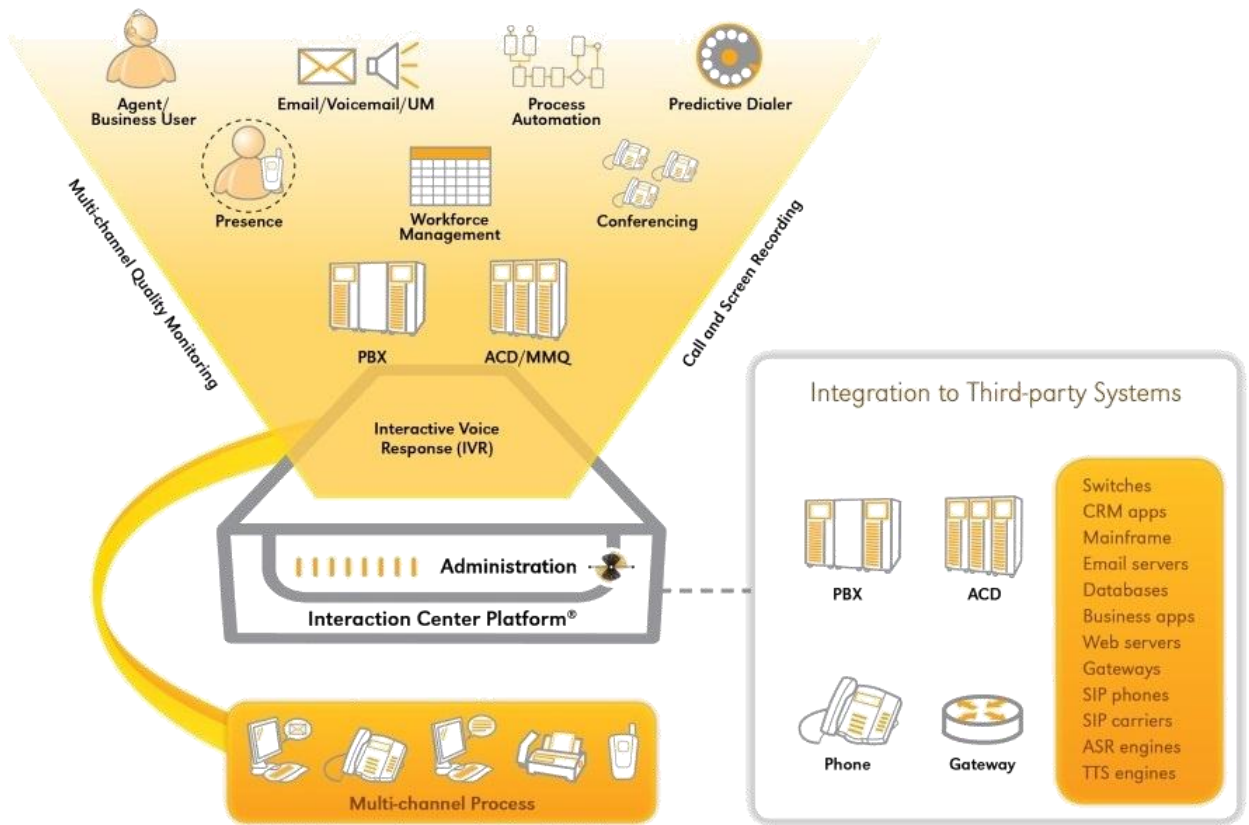 Agent/
Business User
Email/Voicemail/UM
Process
Automation
Predictive Dialer
Presence
Workforce
Management
Conferencing
Multi-channel Quality Monitoring
Call and Screen Recording
PBX
ACD/MMQ
Interactive Voice
Response (IVR)
Administration
Interaction Center Platform®
Multi-channel Process
Integration to Third-party Systems
PBX
ACD
Phone
Gateway
Switches
CRM apps
Mainframe
Email servers
Databases
Business apps
Web servers
Gateways
SIP phones
SIP carriers
ASR engines
TTS engines